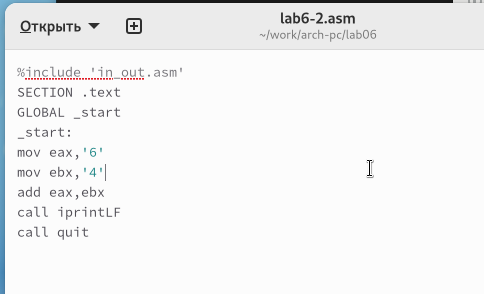 Открыть
lab6-2.asm
~/work/arch-pc/lab06
%include 'in_out.asm'
SECTION .text
GLOBAL _start
_start:
mov eax,'6'
mov ebx,'4'
add eax,ebx
call iprintLF
call quit